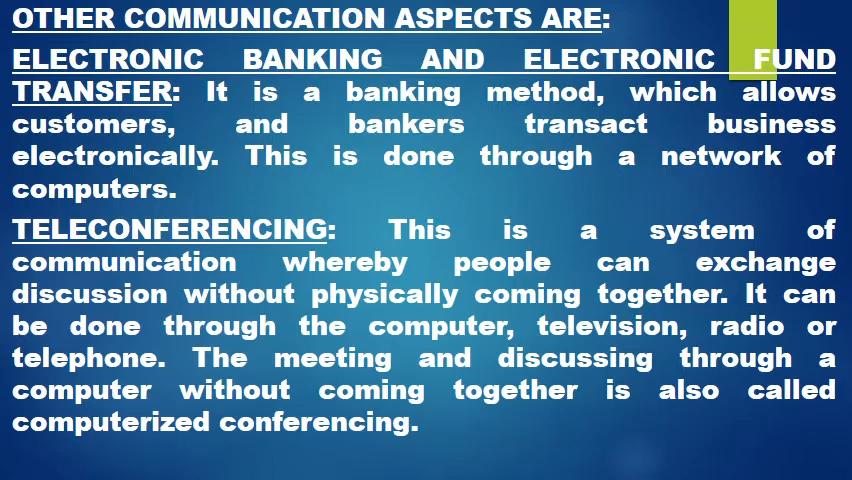 OTHER COMMUNICATION ASPECTS ARE:
ELECTRONIC BANKING AND ELECTRONIC FUND
TRANSFER: It is a banking method, which allows
customers, and bankers transact business
electronically. This is done through a network of
computers.
TELECONFERENCING: This is a system of
communication whereby people can exchange
discussion without physically coming together. It can
be done through the computer, television, radio or
telephone. The meeting and discussing through a
computer without coming together is also called
computerized conferencing.